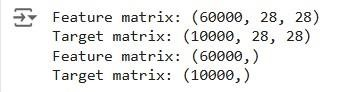 Feature matrix: (60000, 28, 28)
Target matrix: (10000, 28, 28)
Feature matrix: (60000,)
Target matrix: (10000,)